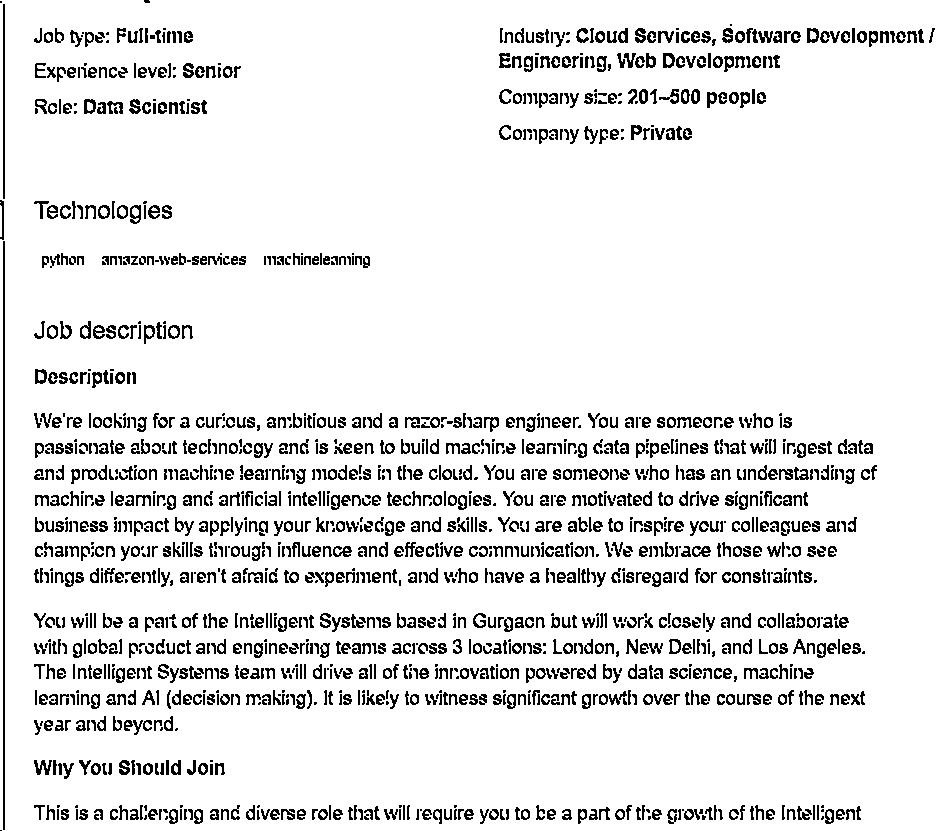 Job type: Full-time
Experience level: Senior
Role: Data Scientist
Industry: Cloud Services, Software Development /
Engineering, Web Development
Company size: 201–500 people
Company type: Private
Technologies
python amazon-web-services machinelearning
Job description
Description
We're looking for a curious, ambitious and a razor-sharp engineer. You are someone who is
passionate about technology and is keen to build machine learning data pipelines that will ingest data
and production machine learning models in the cloud. You are someone who has an understanding of
machine learning and artificial intelligence technologies. You are motivated to drive significant
business impact by applying your knowledge and skills. You are able to inspire your colleagues and
champion your skills through influence and effective communication. We embrace those who see
things differently, aren't afraid to experiment, and who have a healthy disregard for constraints.
You will be a part of the Intelligent Systems based in Gurgaon but will work closely and collaborate
with global product and engineering teams across 3 locations: London, New Delhi, and Los Angeles.
The Intelligent Systems team will drive all of the innovation powered by data science, machine
learning and AI (decision making). It is likely to witness significant growth over the course of the next
year and beyond.
Why You Should Join
This is a challenging and diverse role that will require you to be a part of the growth of the Intelligent